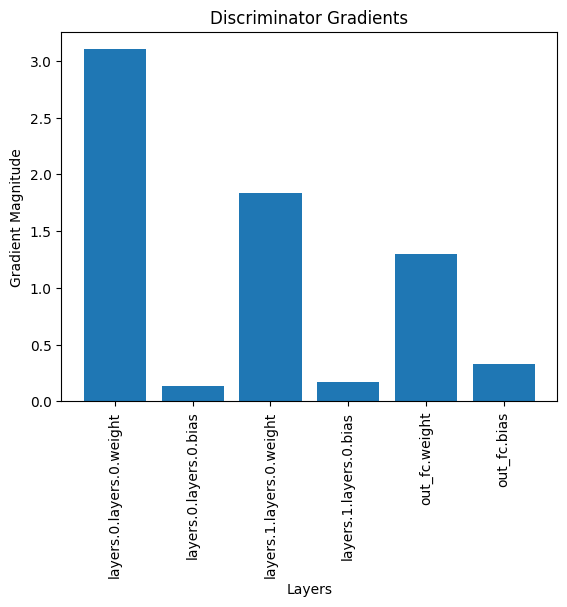 Discriminator Gradients
Gradient Magnitude
3.0
2.5
2.0
1.5
1.0
0.5
0.0
layers.0.layers.0.weight
layers.0.layers.0.bias
layers.1.layers.0.weight
layers.1.layers.0.bias
out_fc.weight
out_fc.bias
Layers